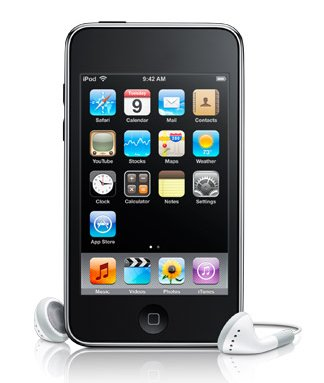 iPod 9:42 AM
Tuesday
9
Safari Calendar Mail Contacts
280
73°
YouTube Stocks Maps Weather
Clock Calculator Notes Settings
App Store
Music Videos Photos iTunes